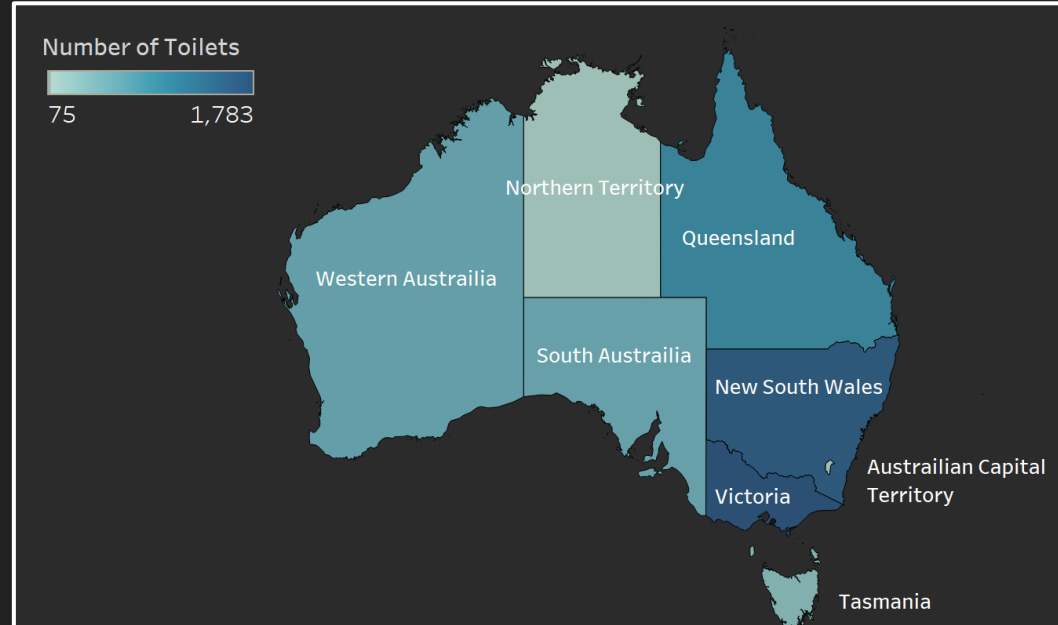 Number of Toilets
75 1,783
Northern Territory
Queensland
Western Austrailia
South Austrailia
New South Wales
Austrailian Capital
Territory
Victoria
Tasmania